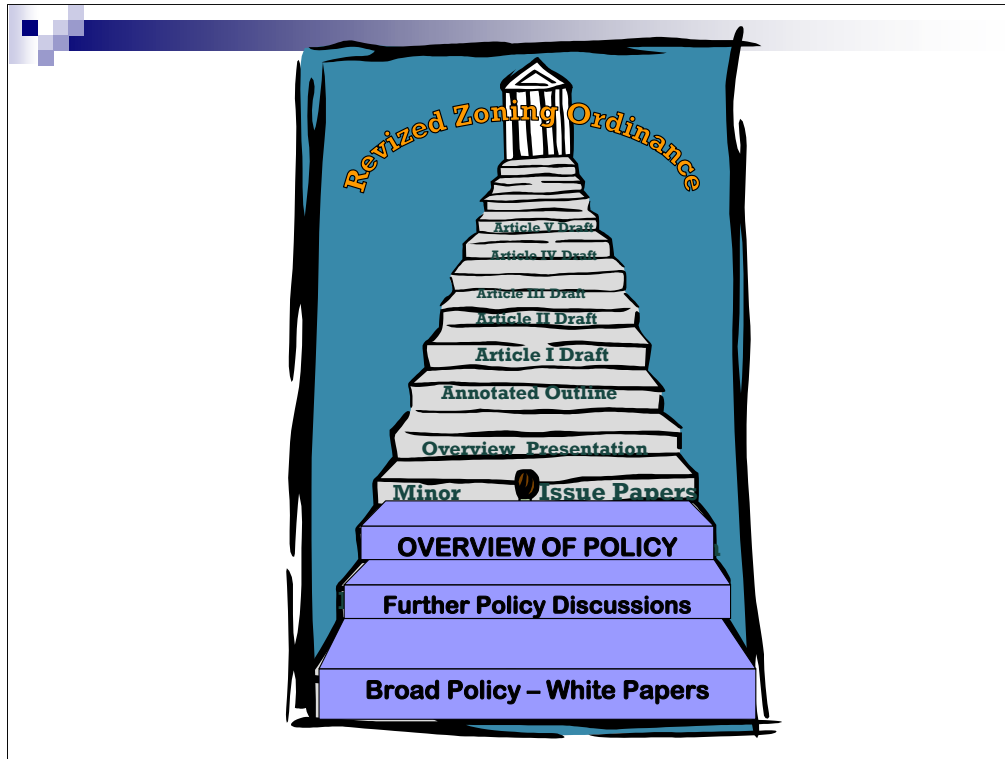 Revized Zoning Ordinance
Article V Draft
Article IV Draft
Article III Draft
Article II Draft
Article I Draft
Annotated Outline
Overview Presentation
Minor Issue Papers
OVERVIEW OF POLICY
Further Policy Discussions
Broad Policy – White Papers